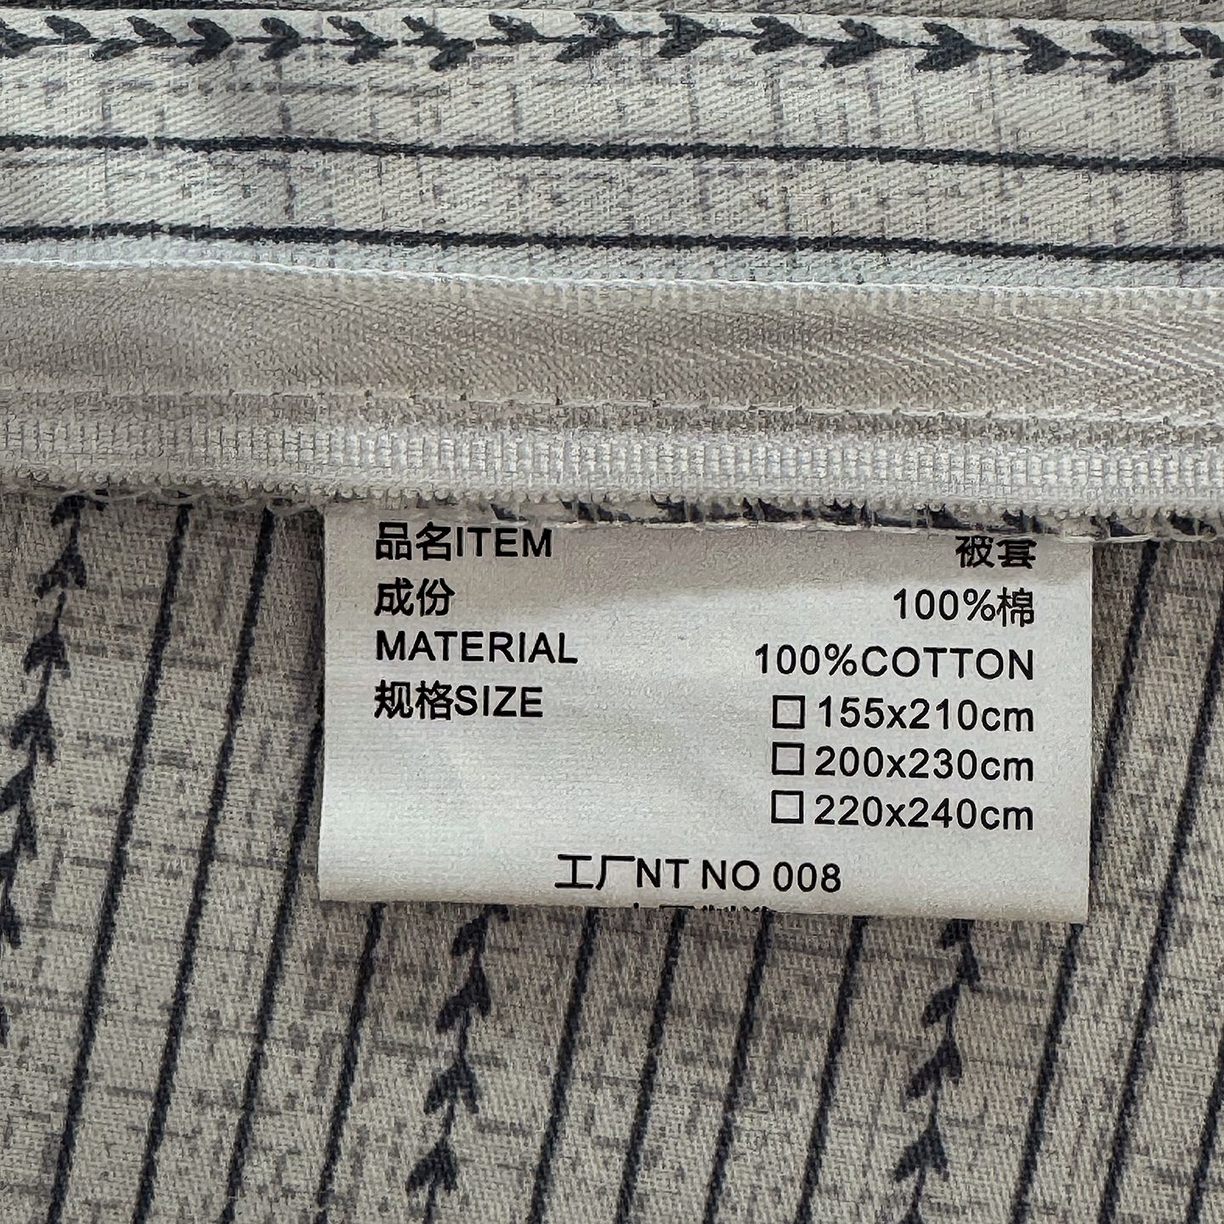 品名ITEM 被套
成份 100%棉
MATERIAL 100%COTTON
规格SIZE □155x210cm
□200x230cm
□220x240cm
工厂NT NO 008